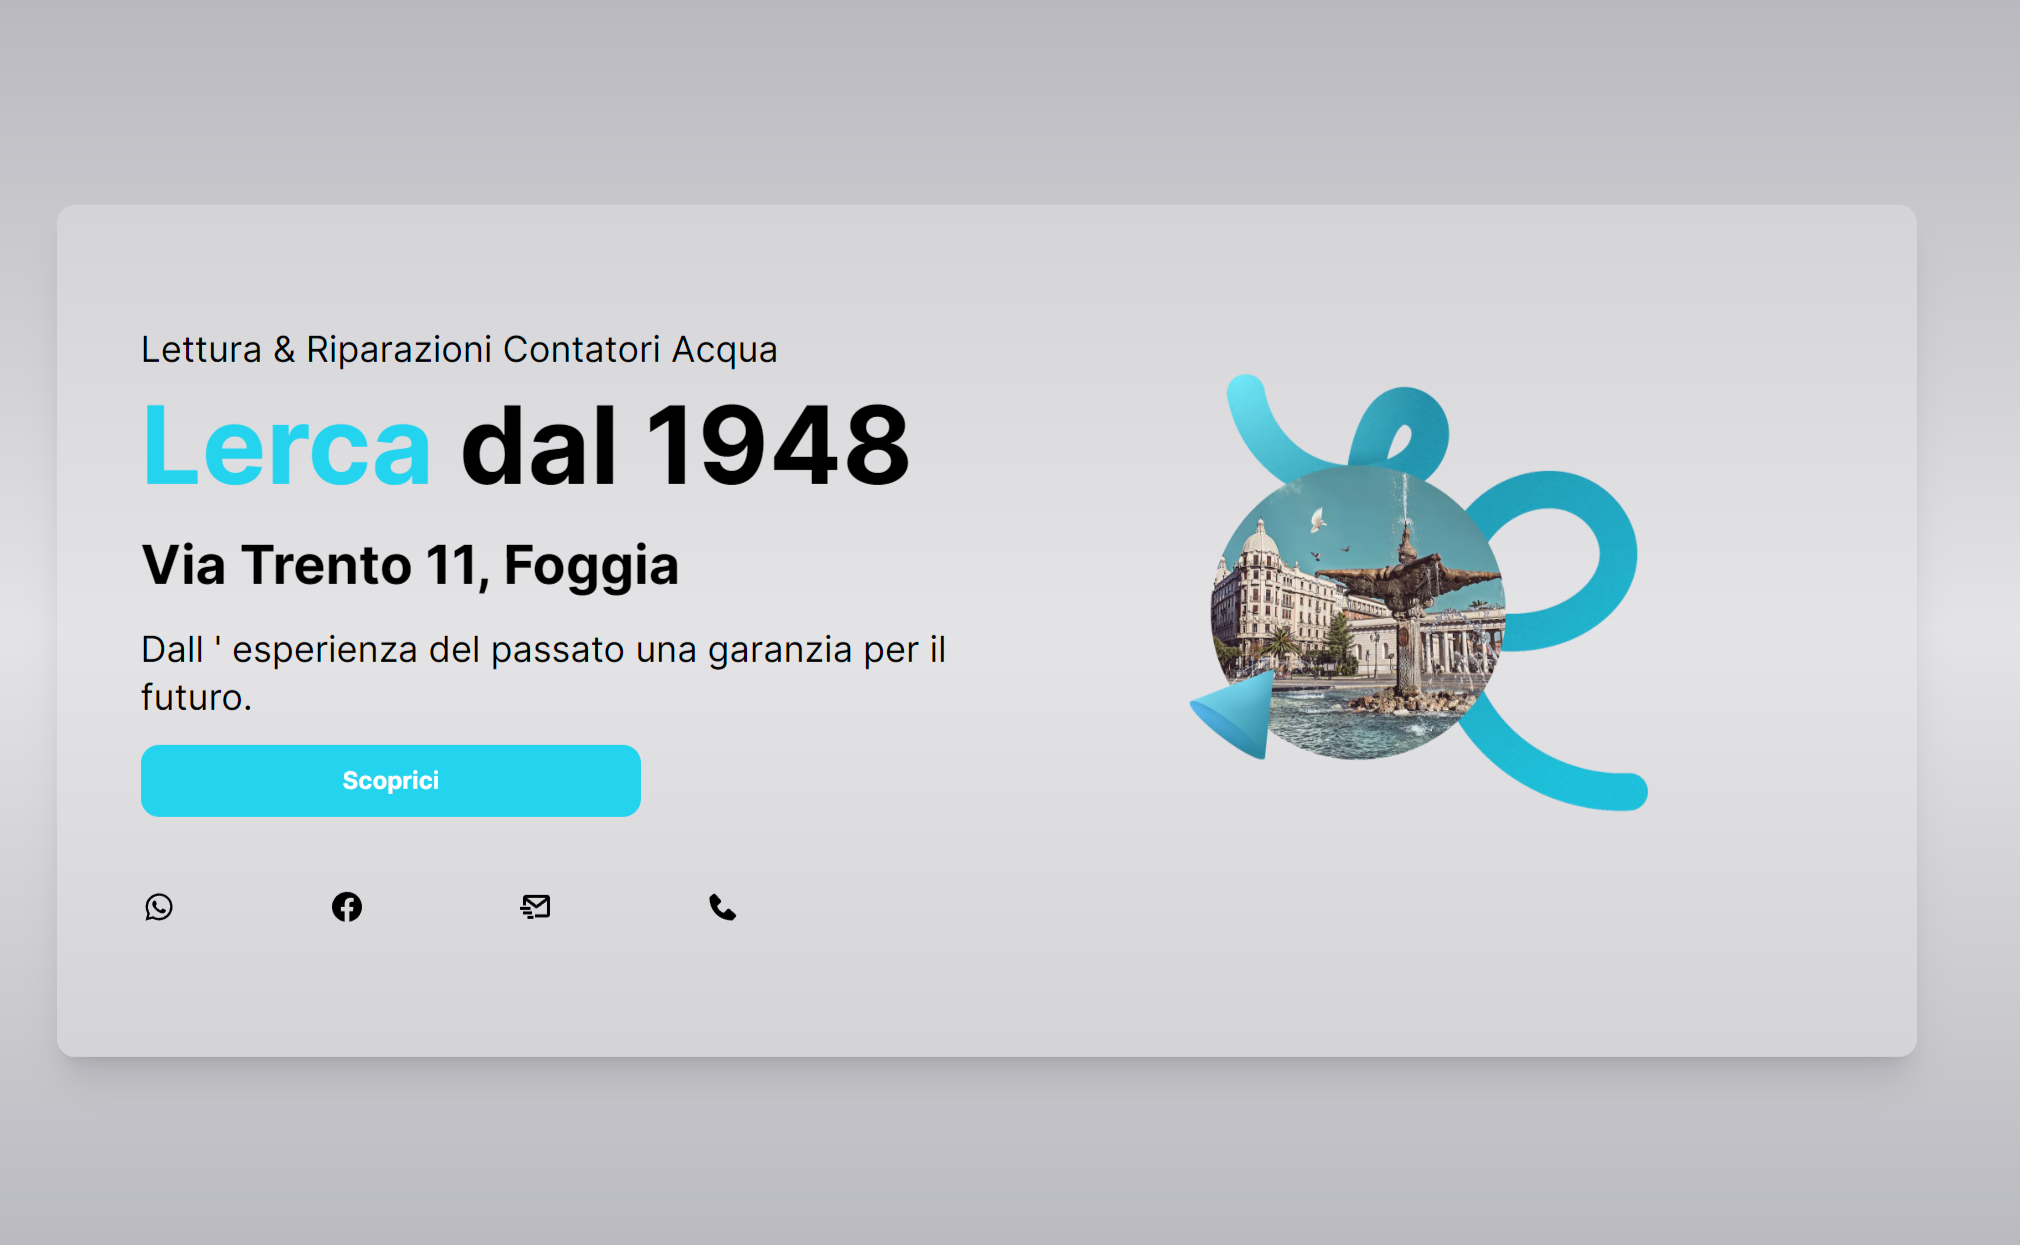 Lettura & Riparazioni Contatori Acqua
Lerca dal 1948
Via Trento 11, Foggia
Dall ' esperienza del passato una garanzia per il
futuro.
Scoprici